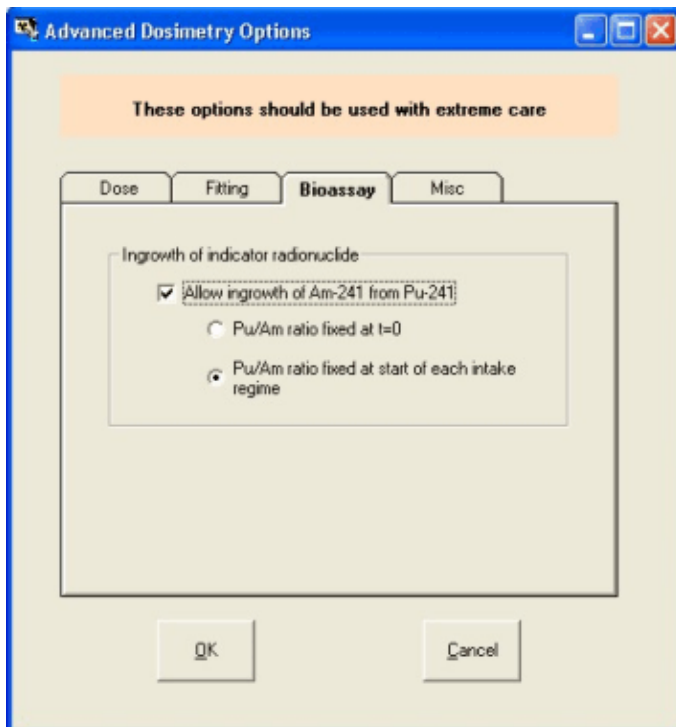 Advanced Dosimetry Options
These options should be used with extreme care
Dose
Fitting
Bioassay
Misc
Ingrowth of indicator radionuclide
Allow ingrowth of Am-241 from Pu-241
Pu/Am ratio fixed at t=0
Pu/Am ratio fixed at start of each intake
regime
OK
Cancel